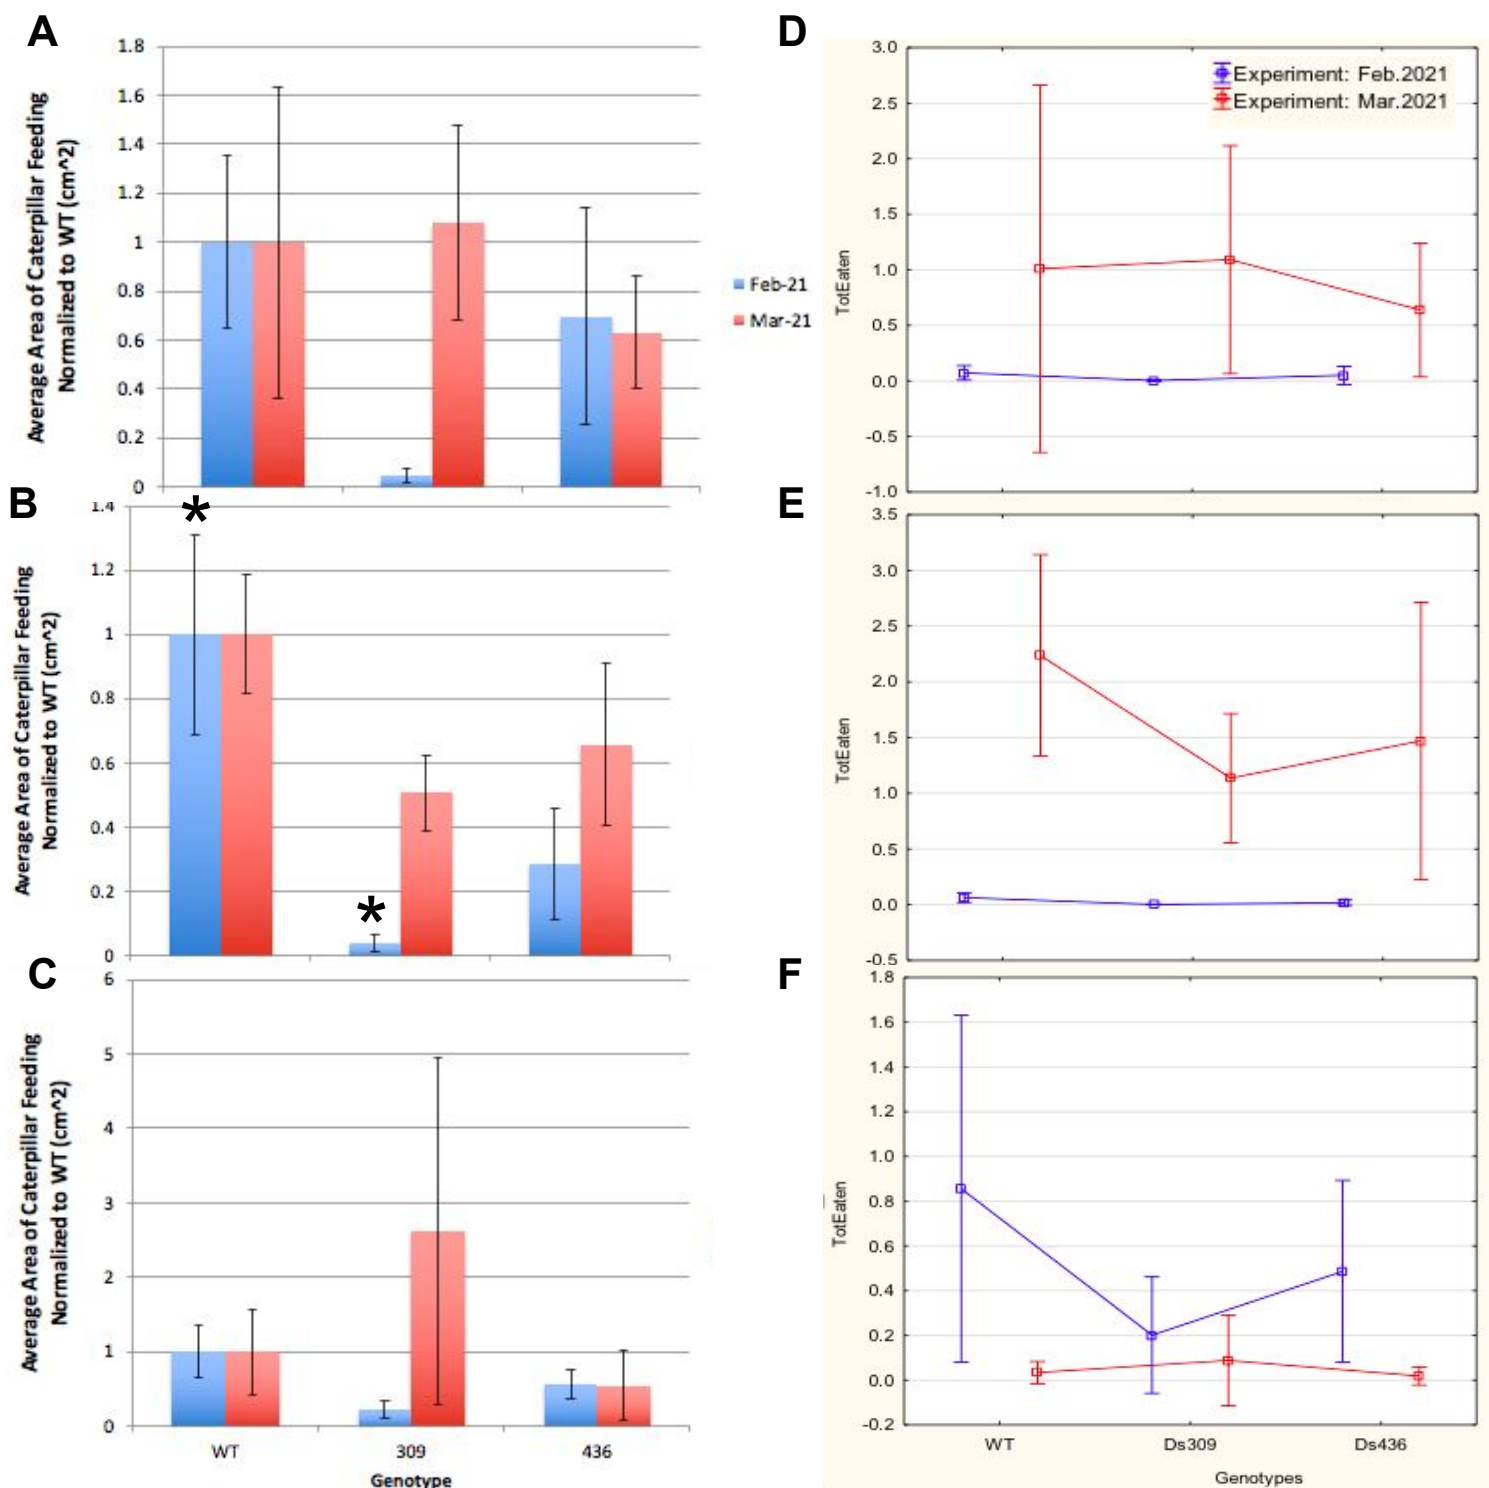 A
Average Area of Caterpillar Feeding
Normalized to WT (cm^2)
1.8
1.6
1.4
1.2
1
0.8
0.6
0.4
0.2
0
Feb-21
Mar-21
B
*
*
Average Area of Caterpillar Feeding
Normalized to WT (cm^2)
1.4
1.2
1
0.8
0.6
0.4
0.2
0
C
Average Area of Caterpillar Feeding
Normalized to WT (cm^2)
6
5
4
3
2
1
0
WT 309 436
Genotype
D
TotEaten
3.0
2.5
2.0
1.5
1.0
0.5
0.0
-0.5
-1.0
Experiment: Feb.2021
Experiment: Mar.2021
E
TotEaten
3.5
3.0
2.5
2.0
1.5
1.0
0.5
0.0
-0.5
F
TotEaten
1.8
1.6
1.4
1.2
1.0
0.8
0.6
0.4
0.2
0.0
-0.2
WT Ds309 Ds436
Genotypes